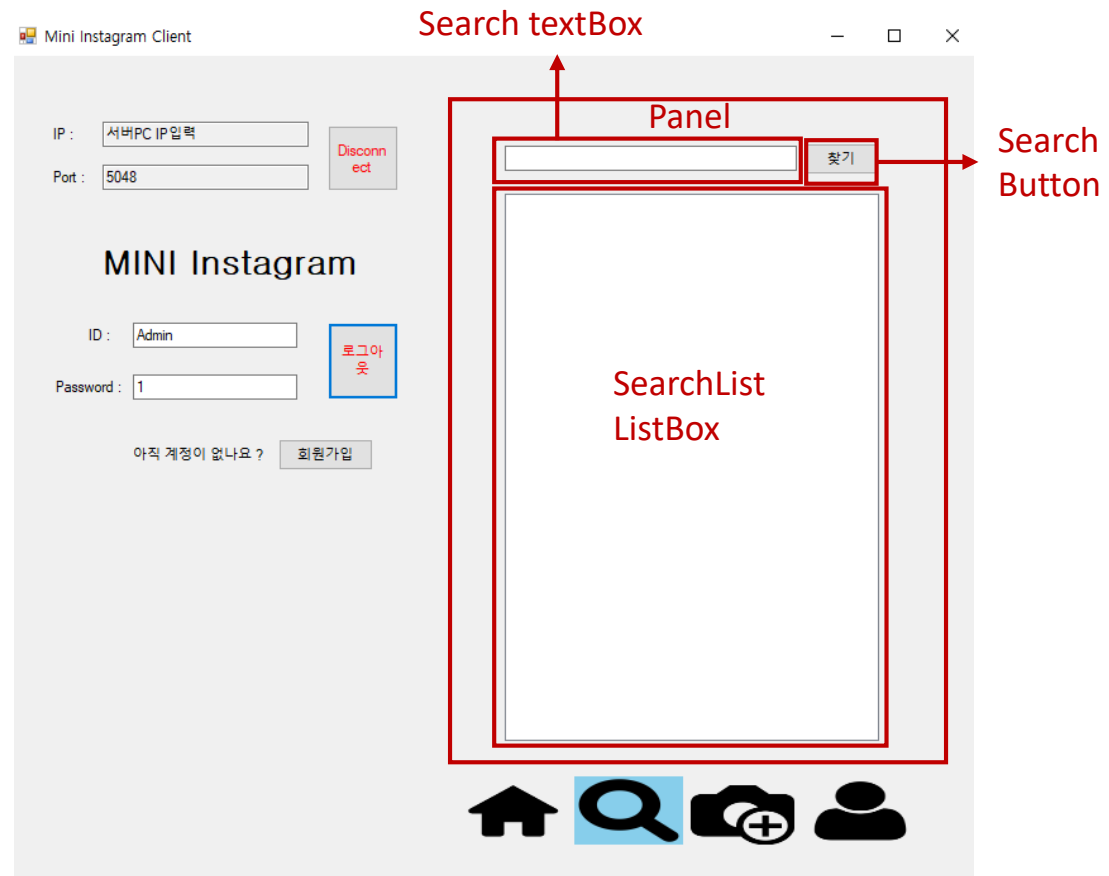 Search textBox
Mini Instagram Client
Panel
IP :
서버PC IP입력
Disconn
ect
찾기
Search
Button
Port :
5048
MINI Instagram
ID :
Admin
로그아
웃
Password :
1
SearchList
ListBox
아직 계정이 없나요 ?
회원가입